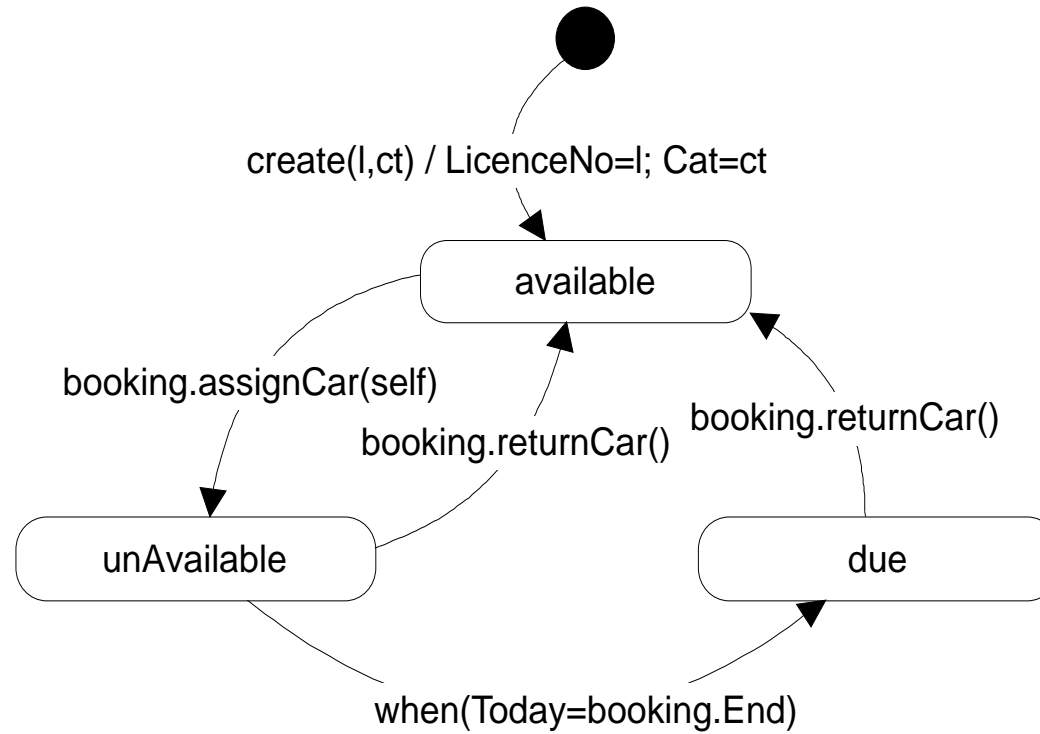 create(l,ct) / LicenceNo=l; Cat=ct
available
booking.assignCar(self)
booking.returnCar()
booking.returnCar()
unAvailable
due
when(Today=booking.End)